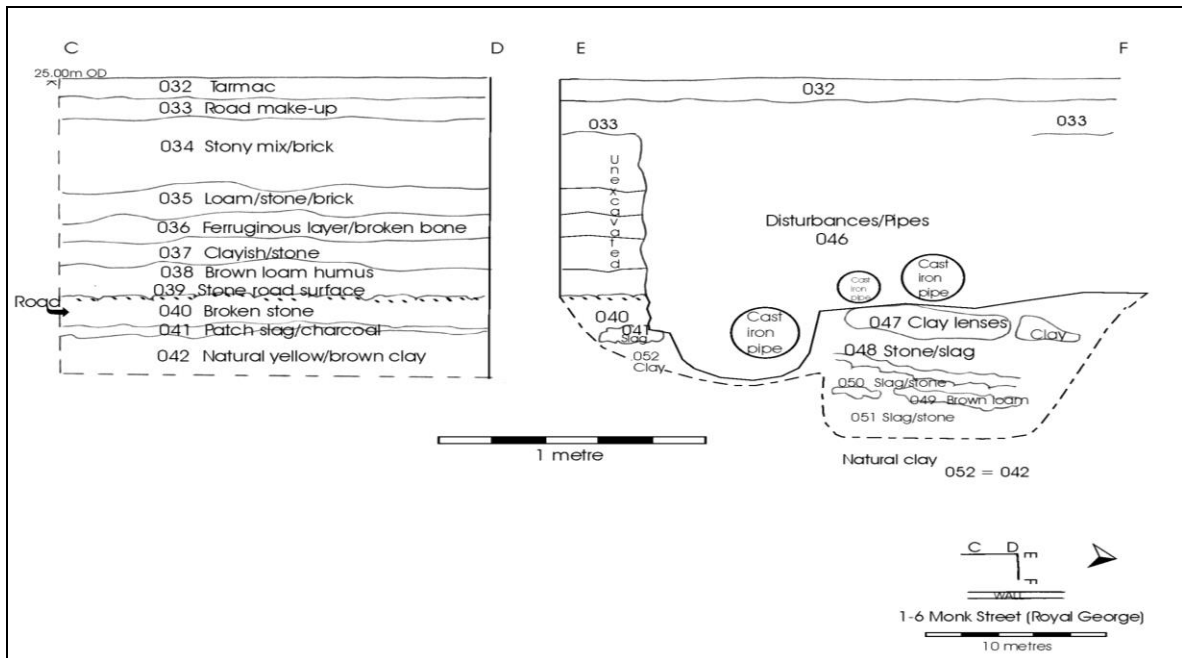 C
D
25.00m OD
032 Tarmac
033 Road make-up
034 Stony mix/brick
035 Loam/stone/brick
036 Ferruginous layer/broken bone
037 Clayish/stone
038 Brown loam humus
039 Stone road surface
Road
040 Broken stone
041 Patch slag/charcoal
042 Natural yellow/brown clay
E
F
032
033
033
Unexcavated
Disturbances/Pipes
046
Cast
iron
pipe
Cast
iron
pipe
Cast
iron
pipe
040
041
Slag
052
Clay
047 Clay lenses
Clay
048 Stone/slag
050 Slag/stone
049 Brown loam
051 Slag/stone
Natural clay
052 = 042
1 metre
C D E
F
WALL
1-6 Monk Street (Royal George)
10 metres